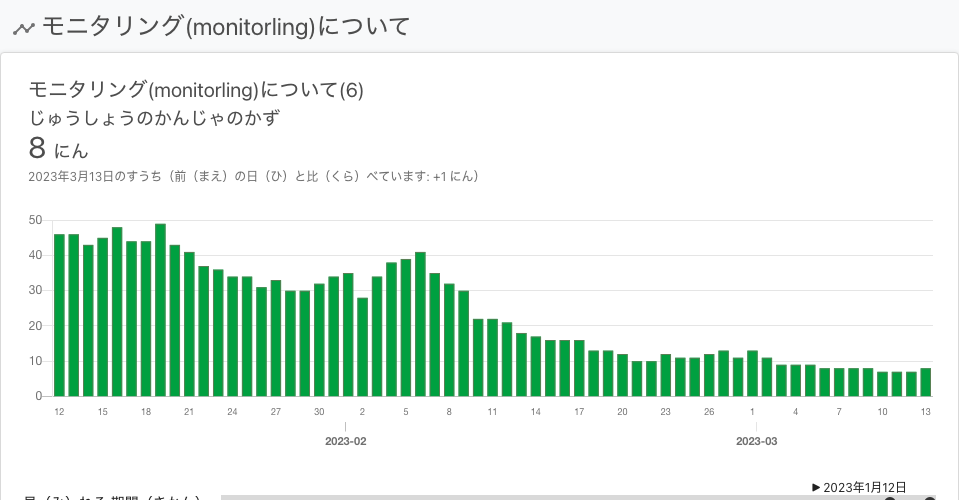 モニタリング(monitorling)について
モニタリング(monitorling)について(6)
じゅうしょうのかんじゃのかず
8 にん
2023年3月13日のすうち（前（まえ）の日（ひ）と比（くら）べています: +1 にん）
50
40
30
20
10
0
12 15 18 21 24 27 30 2 5 8 11 14 17 20 23 26 1 4 7 10 13
2023-02 2023-03
▶ 2023年1月12日